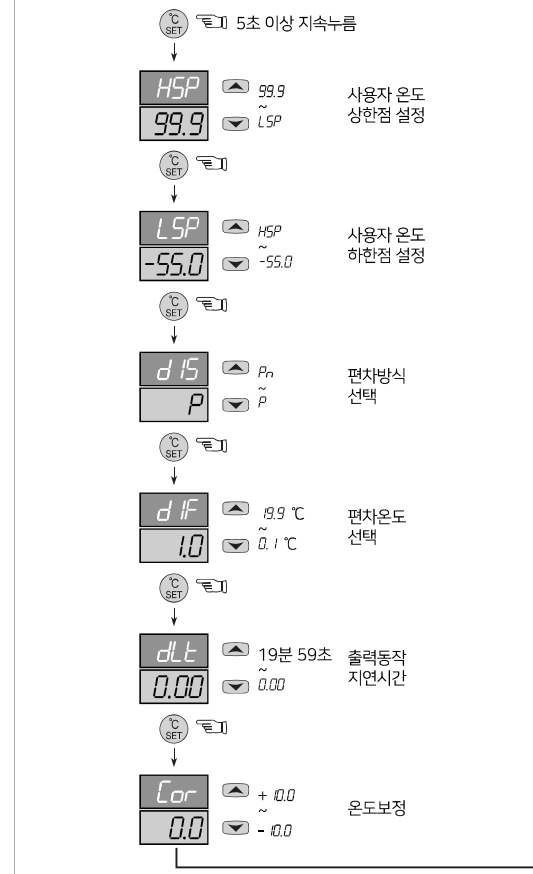 ℃
SET
5초 이상 지속누름
HSP
99.9
99.9
~
LSP
사용자 온도
상한점 설정
℃
SET
LSP
-55.0
HSP
~
-55.0
사용자 온도
하한점 설정
℃
SET
dIS
P
Pn
~
P
편차방식
선택
℃
SET
dIF
1.0
19.9 ℃
~
0.1 ℃
편차온도
선택
℃
SET
dLt
0.00
19분 59초
~
0.00
출력동작
지연시간
℃
SET
Cor
0.0
+ 10.0
~
- 10.0
온도보정